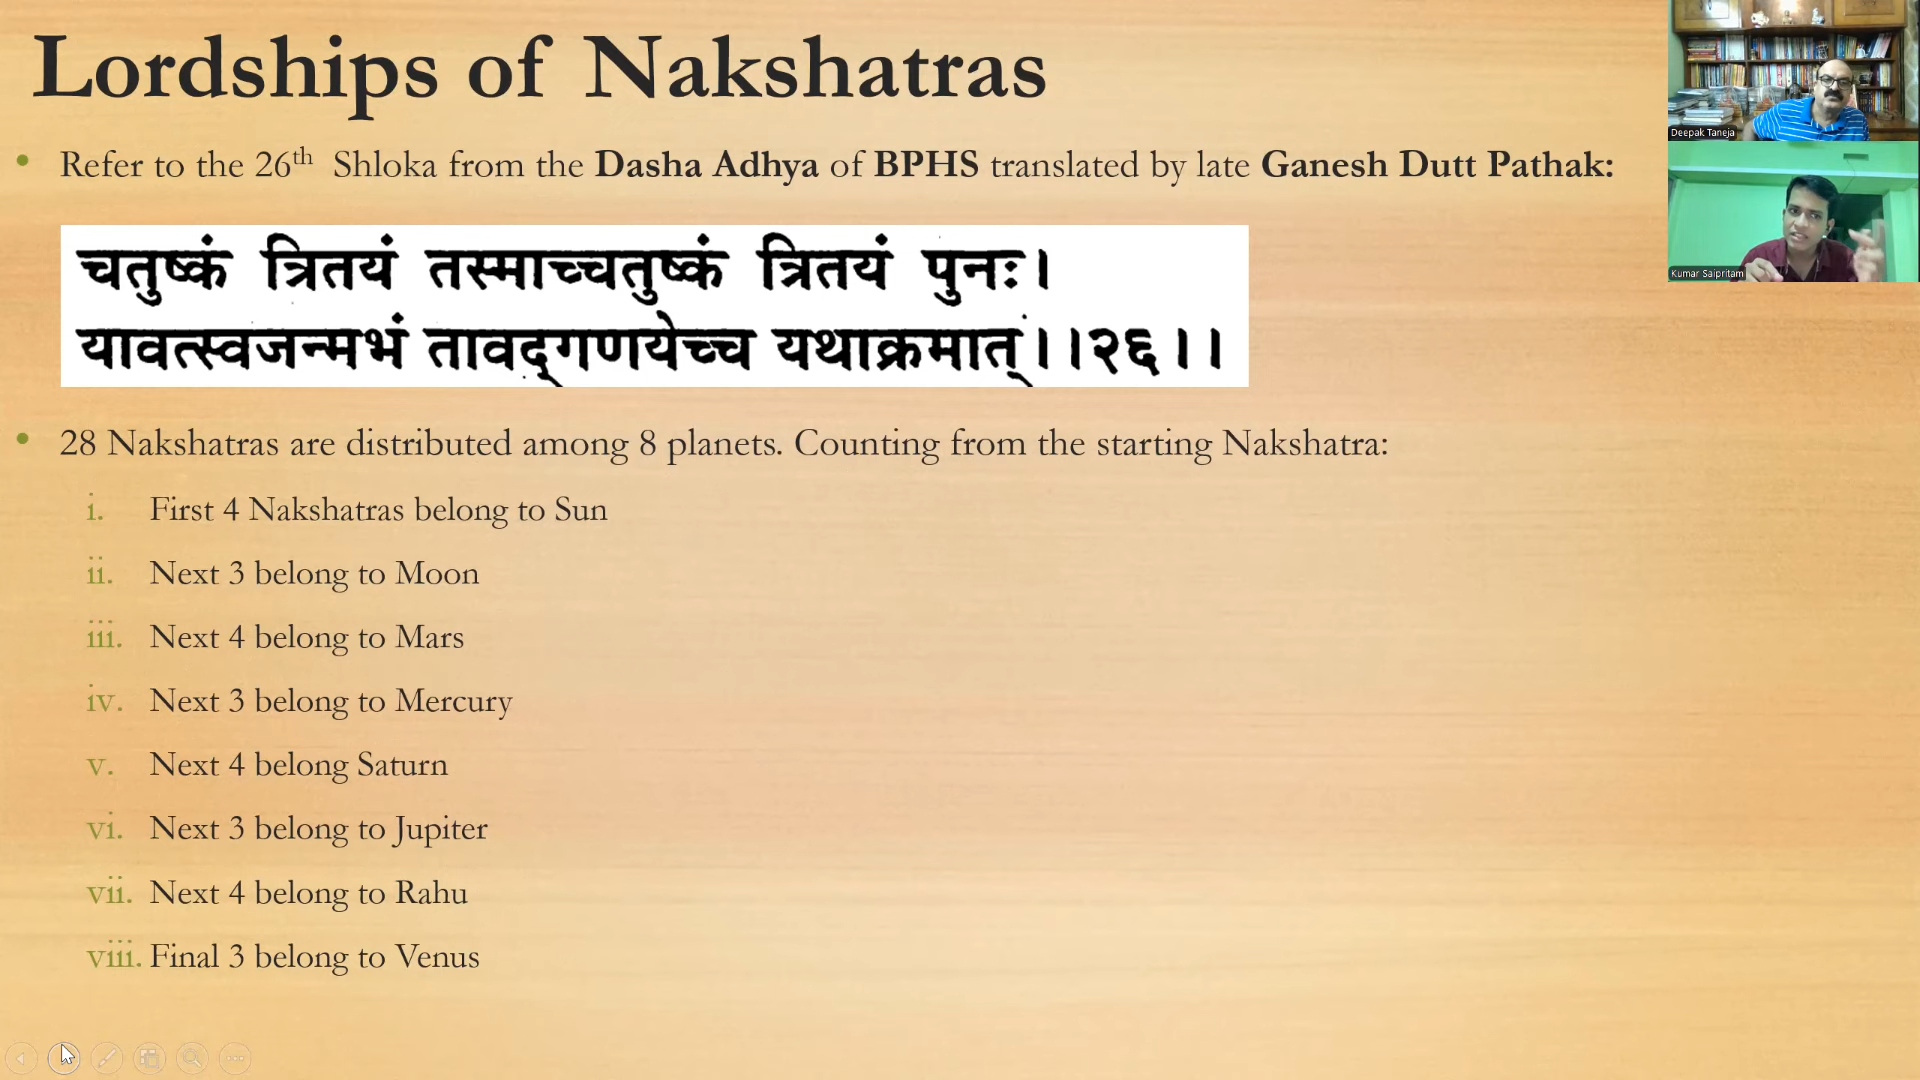 Lordships of Nakshatras
• Refer to the 26th Shloka from the Dasha Adhya of BPHS translated by late Ganesh Dutt Pathak:
चतुष्कं त्रितयं तस्माच्चतुष्कं त्रितयं पुनः।
यावत्स्वजन्मभं तावद्गणयेच्च यथाक्रमात्।।२६।।
• 28 Nakshatras are distributed among 8 planets. Counting from the starting Nakshatra:
i. First 4 Nakshatras belong to Sun
ii. Next 3 belong to Moon
iii. Next 4 belong to Mars
iv. Next 3 belong to Mercury
v. Next 4 belong Saturn
vi. Next 3 belong to Jupiter
vii. Next 4 belong to Rahu
viii. Final 3 belong to Venus
Deepak Taneja
Kumar Saipritam